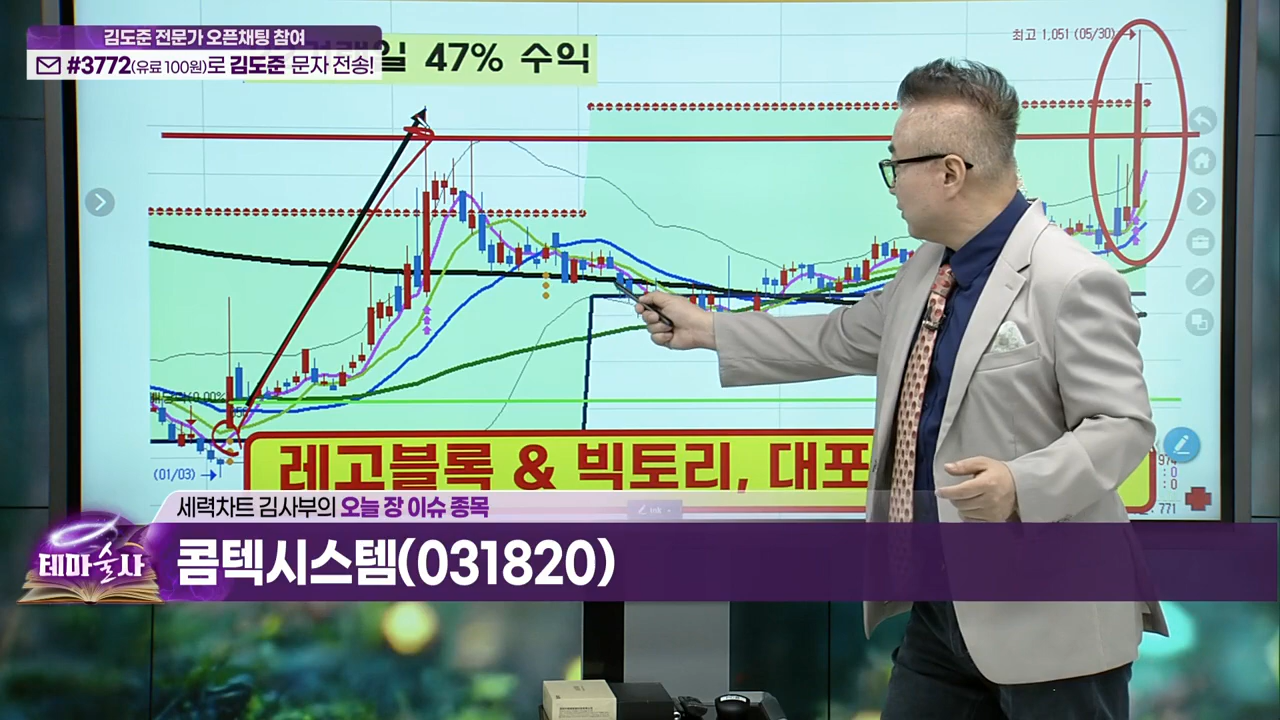 김도준 전문가 오픈채팅 참여
#3772(유료 100원)로 김도준 문자 전송!
47% 수익
최고 1,051 (05/30)
(01/03)
레고블록 & 빅토리, 대포
771
세력차트 김사부의 오늘 장 이슈 종목
테마술사
콤텍시스템(031820)